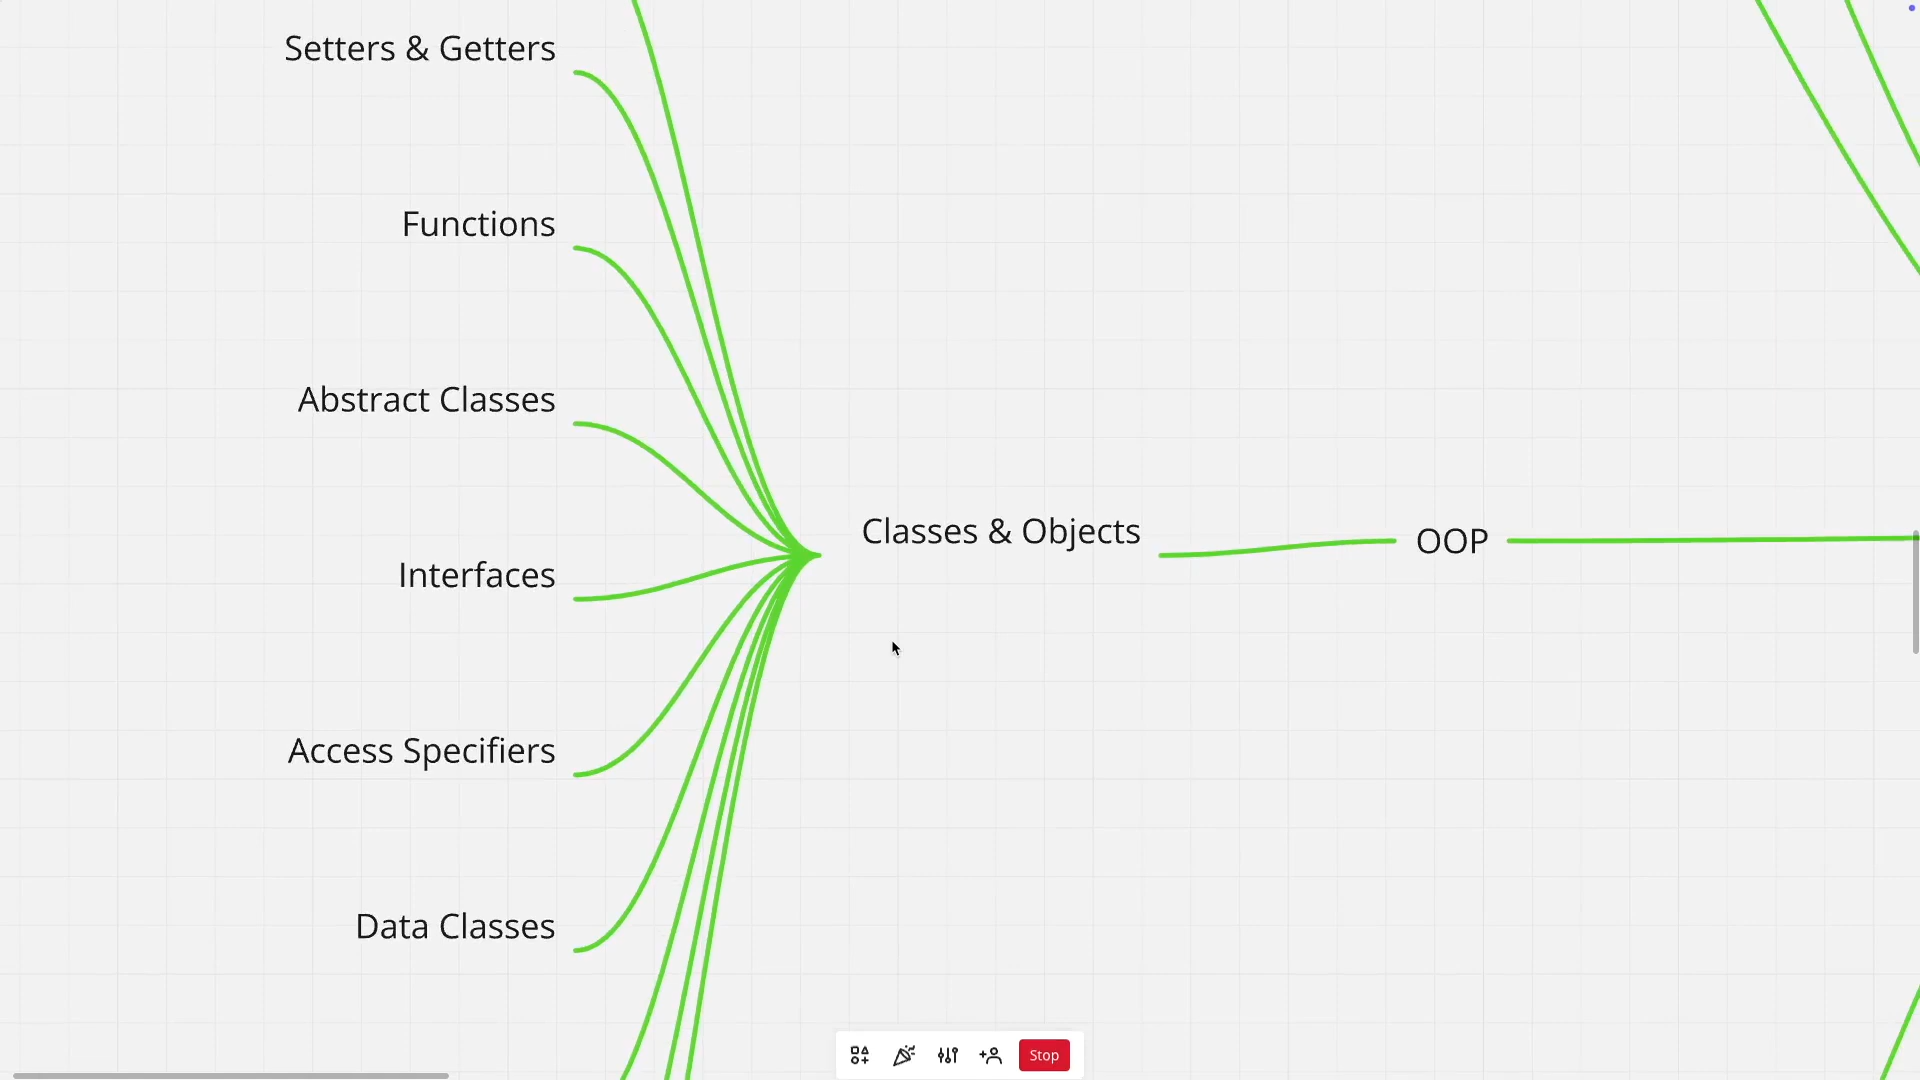 Setters & Getters
Functions
Abstract Classes
Classes & Objects
OOP
Interfaces
Access Specifiers
Data Classes
Stop